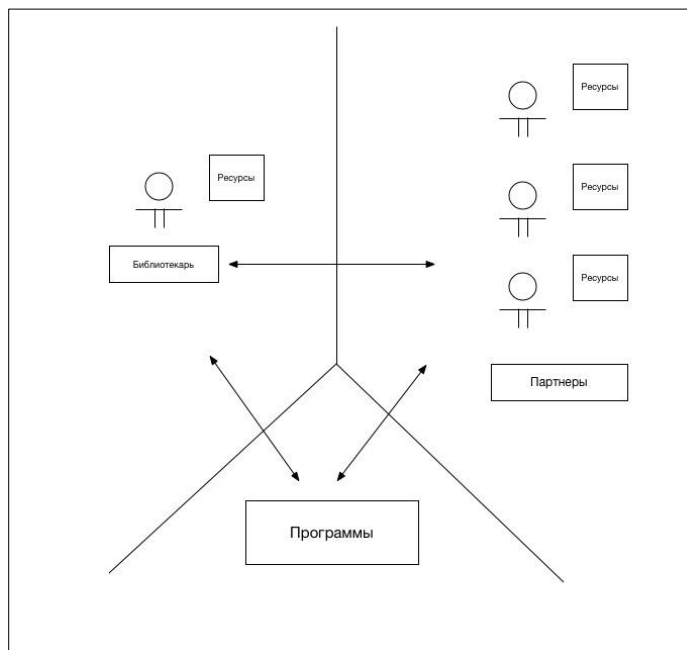 Ресурсы
Ресурсы
Ресурсы
Библиотекарь
Ресурсы
Партнеры
Программы